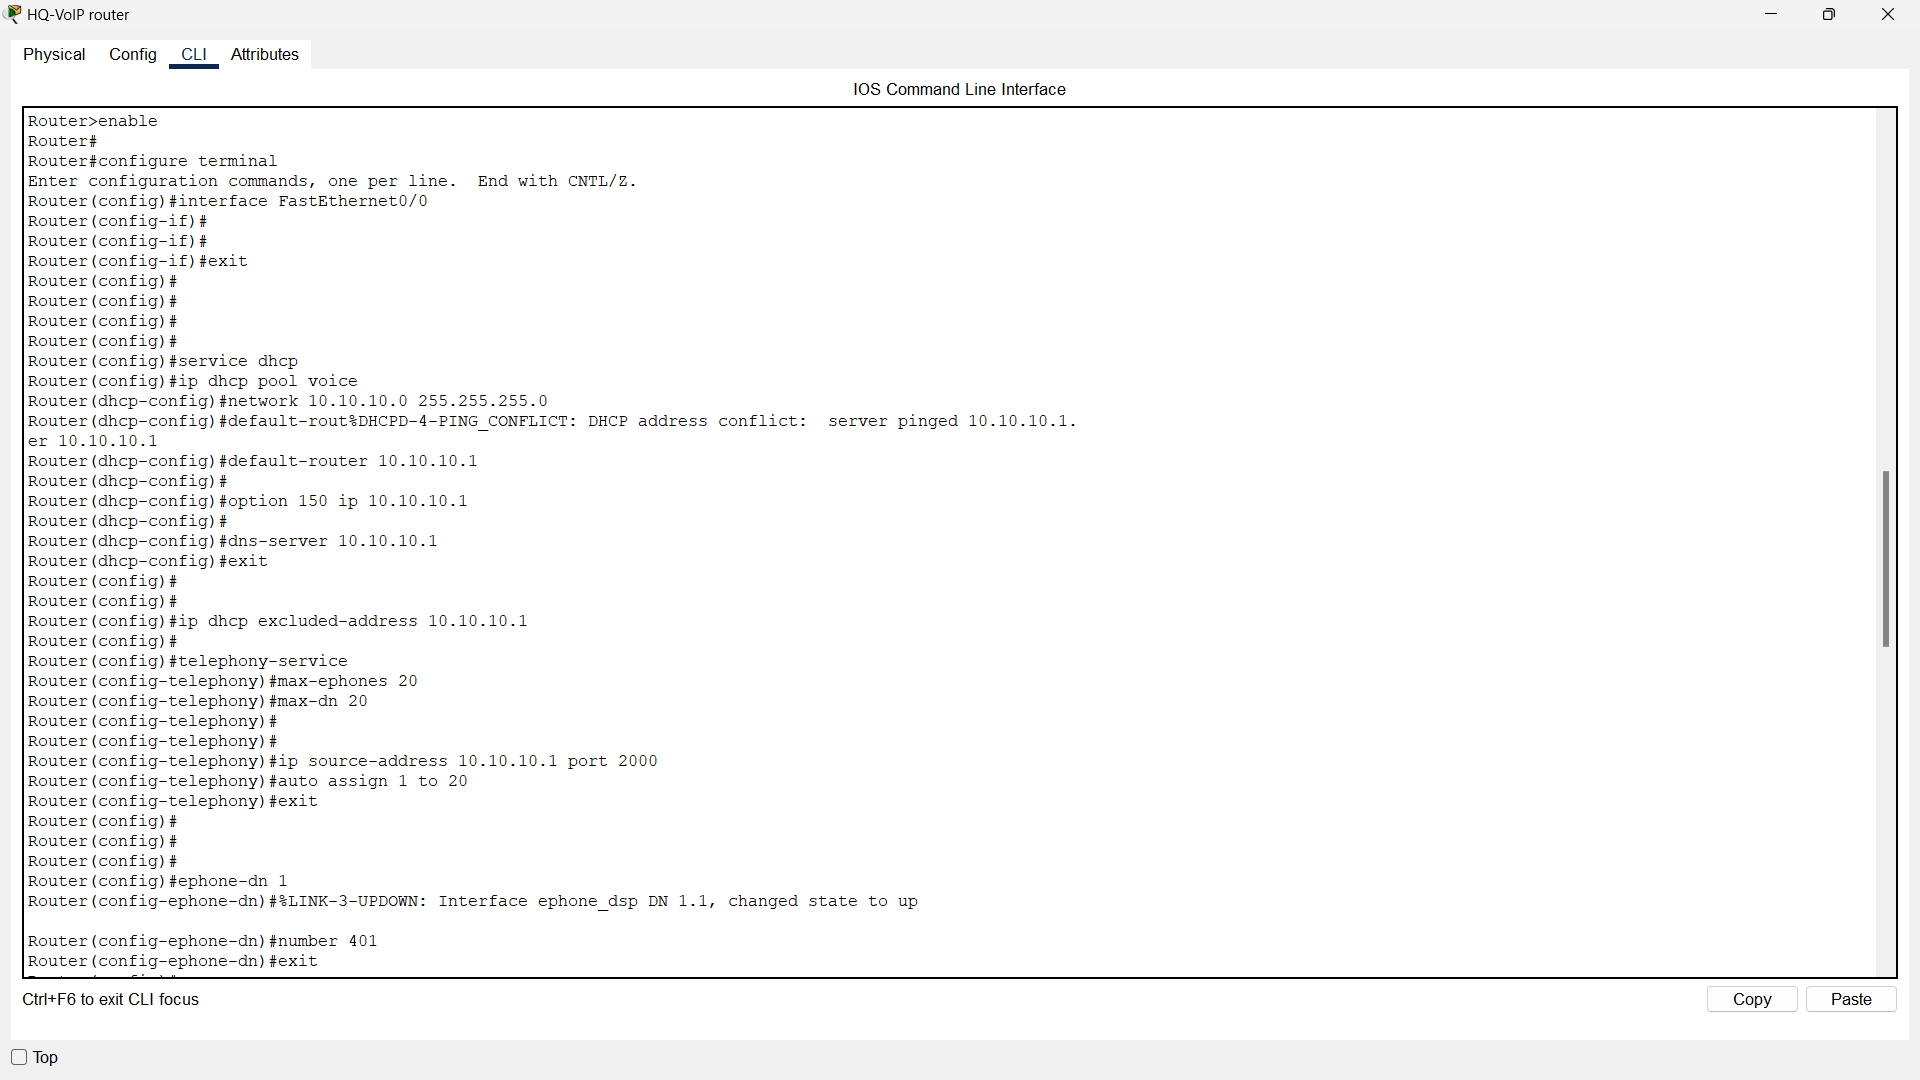 HQ-VoIP router
Physical Config CLI Attributes
IOS Command Line Interface
Router>enable
Router#
Router#configure terminal
Enter configuration commands, one per line.  End with CNTL/Z.
Router(config)#interface FastEthernet0/0
Router(config-if)#
Router(config-if)#
Router(config-if)#exit
Router(config)#
Router(config)#
Router(config)#
Router(config)#
Router(config)#service dhcp
Router(config)#ip dhcp pool voice
Router(dhcp-config)#network 10.10.10.0 255.255.255.0
Router(dhcp-config)#default-rout%DHCPD-4-PING_CONFLICT: DHCP address conflict:  server pinged 10.10.10.1.
er 10.10.10.1
Router(dhcp-config)#default-router 10.10.10.1
Router(dhcp-config)#
Router(dhcp-config)#option 150 ip 10.10.10.1
Router(dhcp-config)#
Router(dhcp-config)#dns-server 10.10.10.1
Router(dhcp-config)#exit
Router(config)#
Router(config)#
Router(config)#ip dhcp excluded-address 10.10.10.1
Router(config)#
Router(config)#telephony-service
Router(config-telephony)#max-ephones 20
Router(config-telephony)#max-dn 20
Router(config-telephony)#
Router(config-telephony)#
Router(config-telephony)#ip source-address 10.10.10.1 port 2000
Router(config-telephony)#auto assign 1 to 20
Router(config-telephony)#exit
Router(config)#
Router(config)#
Router(config)#
Router(config)#ephone-dn 1
Router(config-ephone-dn)#%LINK-3-UPDOWN: Interface ephone_dsp DN 1.1, changed state to up
Router(config-ephone-dn)#number 401
Router(config-ephone-dn)#exit
Ctrl+F6 to exit CLI focus
Copy Paste
Top